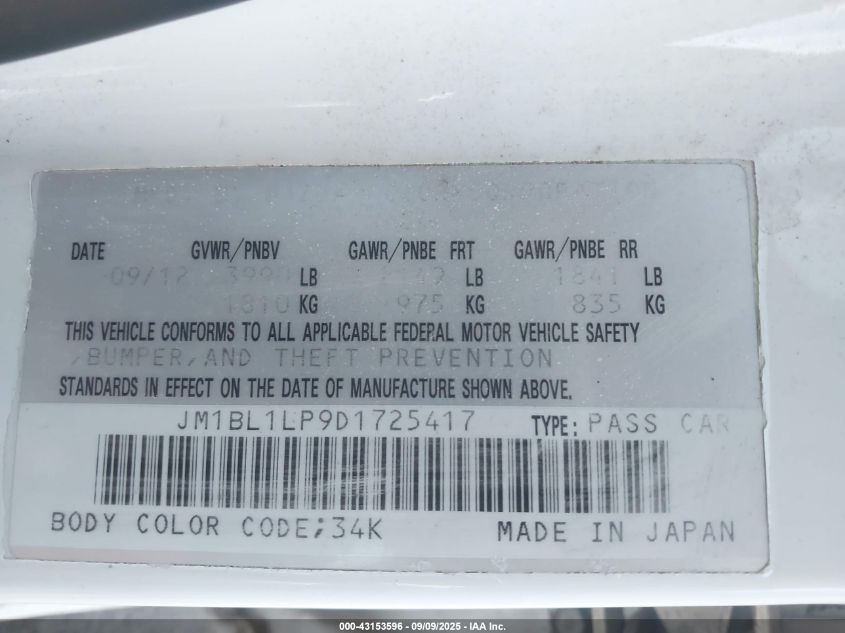 DATE GVWR/PNBV GAWR/PNBE FRT GAWR/PNBE RR
09/12 3990 LB LB 1841 LB
1810 KG 975 KG 835 KG
THIS VEHICLE CONFORMS TO ALL APPLICABLE FEDERAL MOTOR VEHICLE SAFETY
,BUMPER,AND THEFT PREVENTION
STANDARDS IN EFFECT ON THE DATE OF MANUFACTURE SHOWN ABOVE.
JM1BL1LP9D1725417 TYPE: PASS CAR
BODY COLOR CODE;34K MADE IN JAPAN
000-43153596 - 09/09/2025 - IAA Inc.